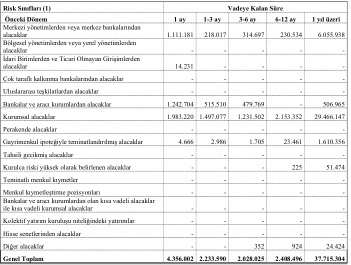 Risk Sınıfları (1) Vadeye Kalan Süre
Önceki Dönem 1 ay 1-3 ay 3-6 ay 6-12 ay 1 yıl üzeri
Merkezi yönetimlerden veya merkez bankalarından
alacaklar 1.111.181 218.017 314.697 230.534 6.055.938
Bölgesel yönetimlerden veya yerel yönetimlerden
alacaklar - - - - -
İdari Birimlerden ve Ticari Olmayan Girişimlerden
alacaklar 14.231 - - - -
Çok taraflı kalkınma bankalarından alacaklar - - - - -
Uluslararası teşkilatlardan alacaklar - - - - -
Bankalar ve aracı kurumlardan alacaklar 1.242.704 515.510 479.769 - 506.965
Kurumsal alacaklar 1.983.220 1.497.077 1.231.502 2.153.352 29.466.147
Perakende alacaklar - - - - -
Gayrimenkul ipoteğiyle teminatlandırılmış alacaklar 4.666 2.986 1.705 23.461 1.610.356
Tahsili gecikmiş alacaklar - - - - -
Kurulca riski yüksek olarak belirlenen alacaklar - - - 225 51.474
Teminatlı menkul kıymetler - - - - -
Menkul kıymetleştirme pozisyonları - - - - -
Bankalar ve aracı kurumlardan olan kısa vadeli alacaklar
ile kısa vadeli kurumsal alacaklar - - - - -
Kolektif yatırım kuruluşu niteliğindeki yatırımlar - - - - -
Hisse senetlerinden alacaklar - - - - -
Diğer alacaklar - - 352 924 24.424
Genel Toplam 4.356.002 2.233.590 2.028.025 2.408.496 37.715.304